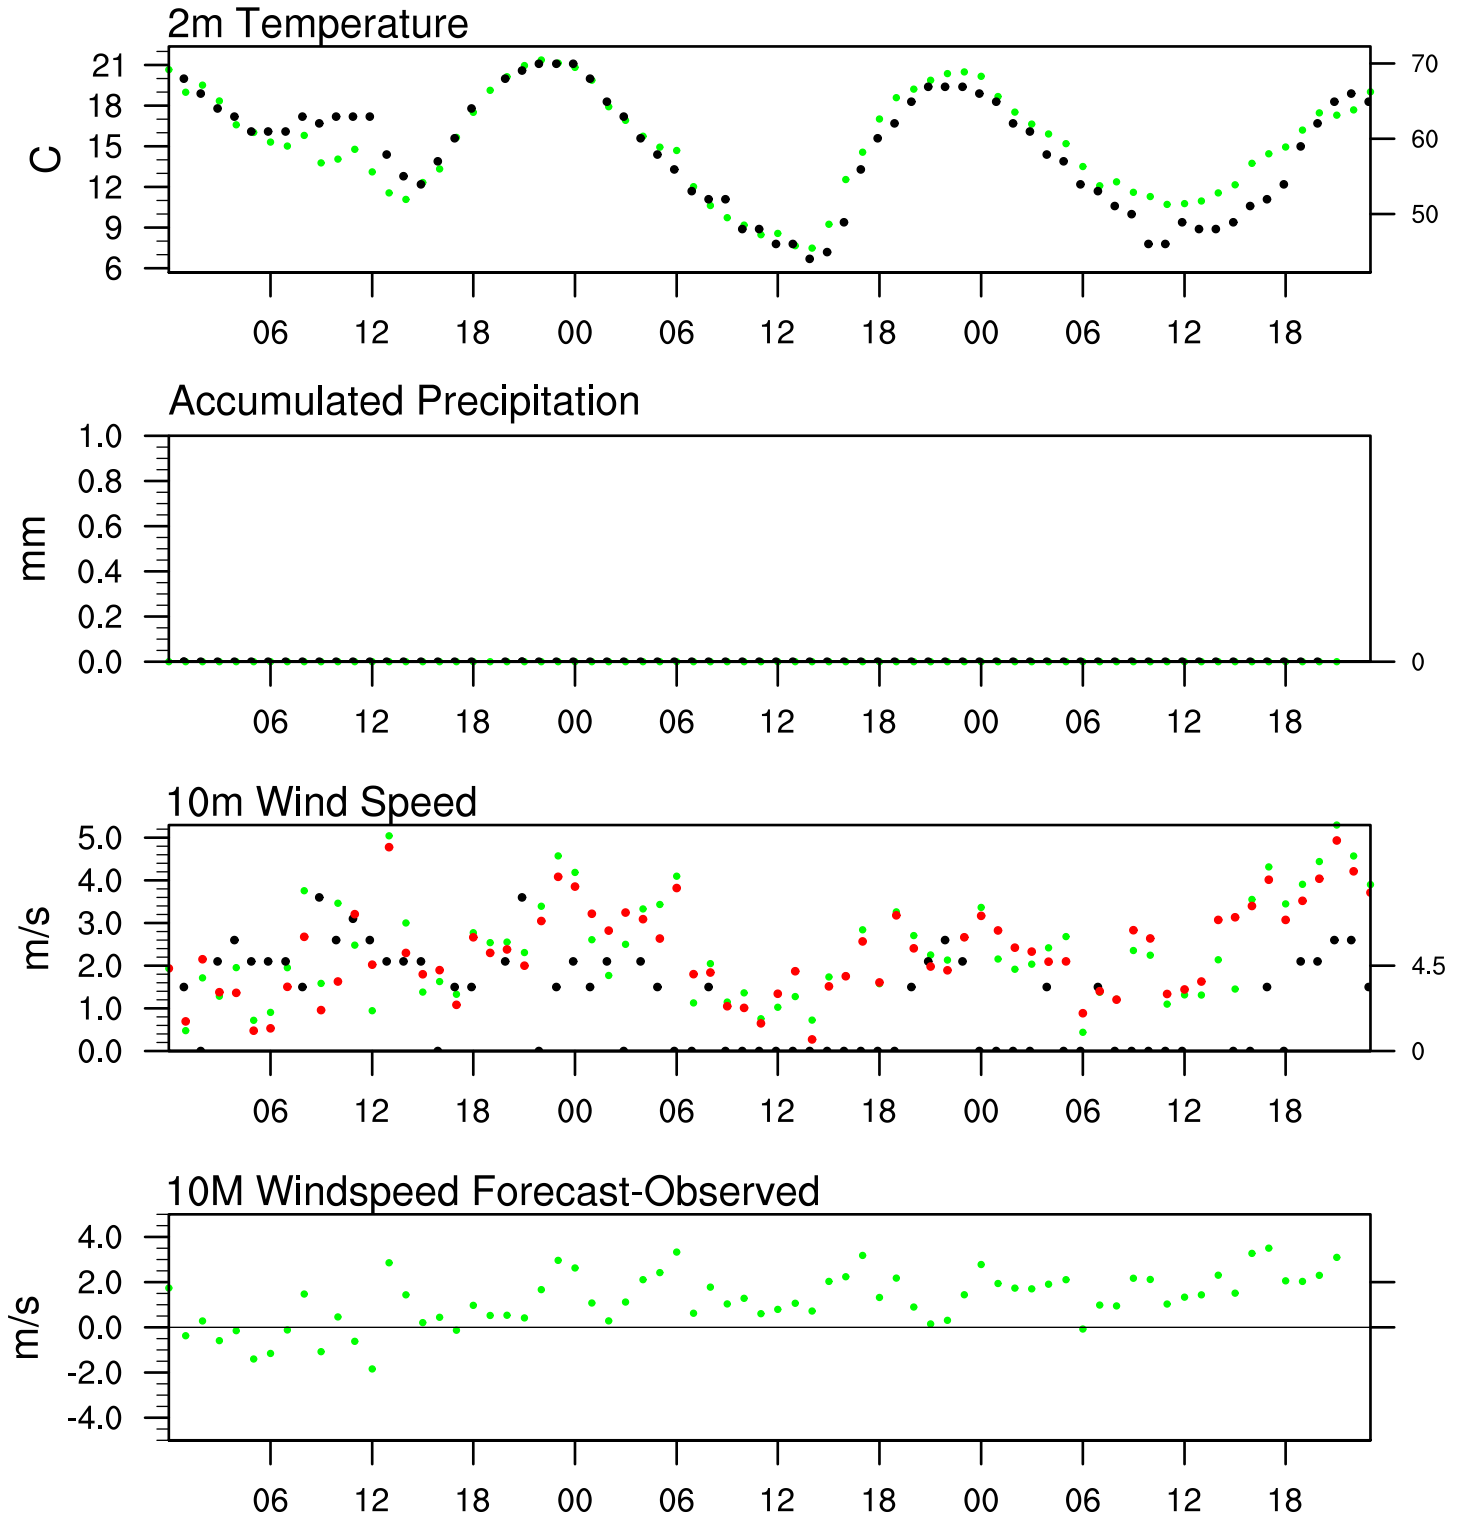 2m Temperature
21
18
15
12
9
6
C
70
60
50
06 12 18 00 06 12 18 00 06 12 18
Accumulated Precipitation
1.0
0.8
0.6
0.4
0.2
0.0
mm
0
06 12 18 00 06 12 18 00 06 12 18
10m Wind Speed
5.0
4.0
3.0
2.0
1.0
0.0
m/s
4.5
0
06 12 18 00 06 12 18 00 06 12 18
10M Windspeed Forecast-Observed
4.0
2.0
0.0
-2.0
-4.0
m/s
06 12 18 00 06 12 18 00 06 12 18